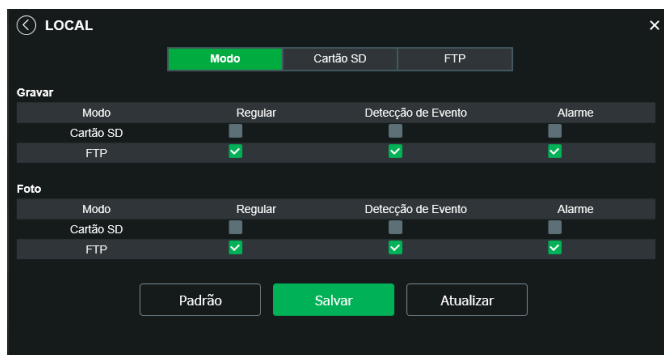 LOCAL
Modo Cartão SD FTP
Gravar
Modo Regular Detecção de Evento Alarme
Cartão SD
FTP
Foto
Modo Regular Detecção de Evento Alarme
Cartão SD
FTP
Padrão Salvar Atualizar